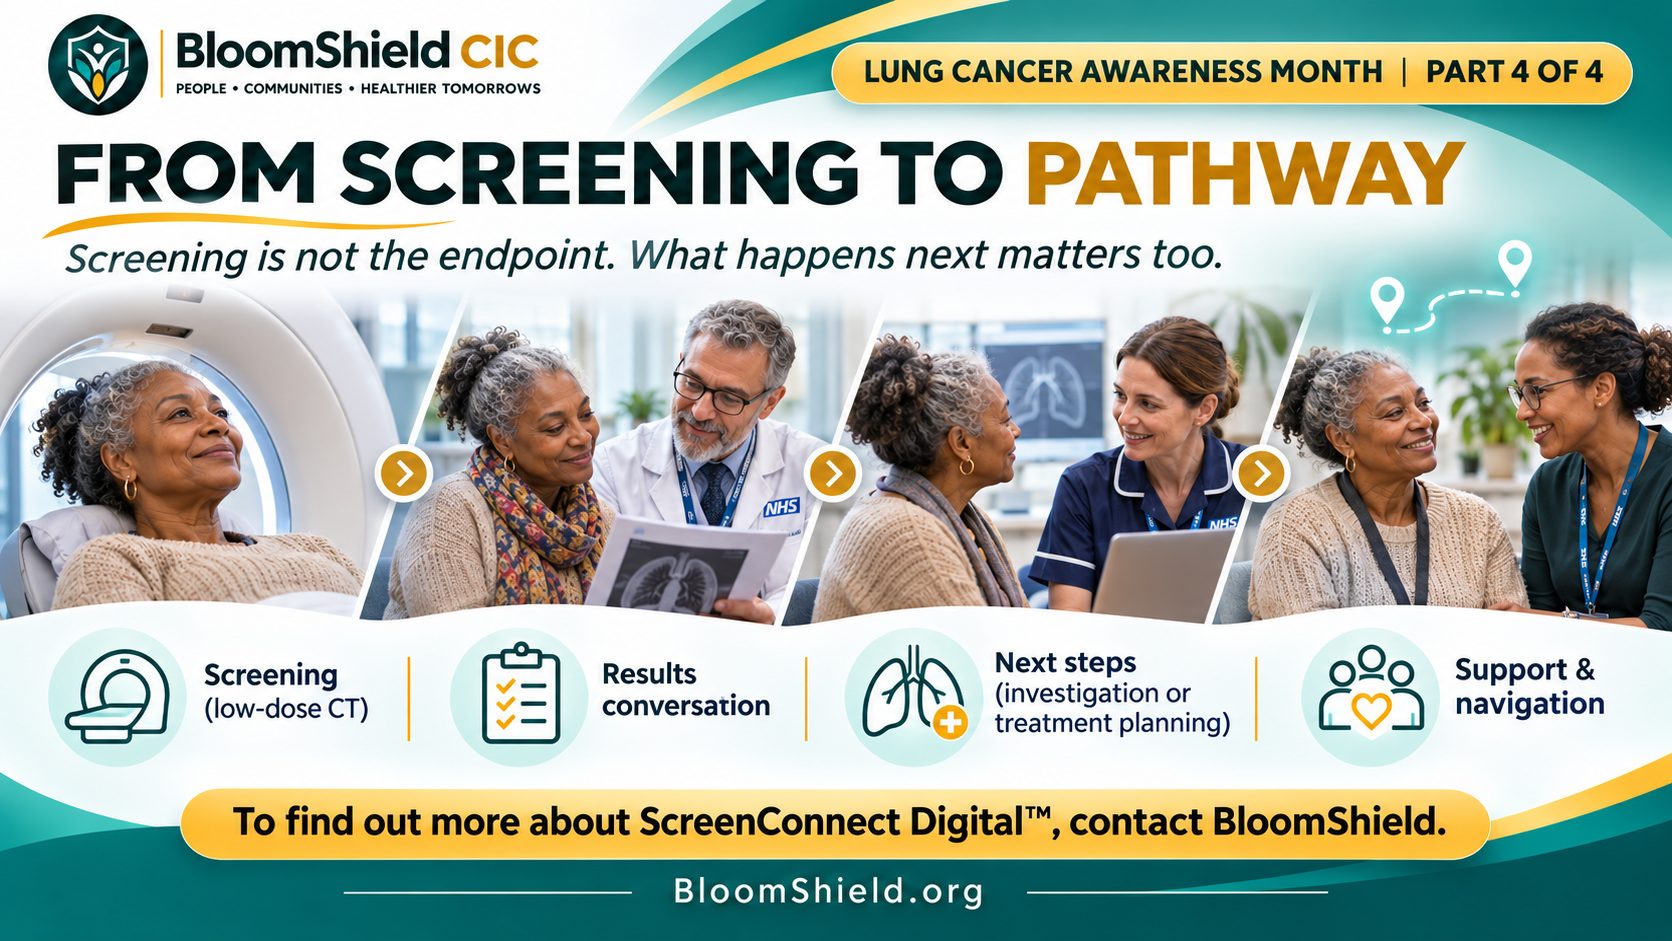 BloomShield CIC
PEOPLE • COMMUNITIES • HEALTHIER TOMORROWS
LUNG CANCER AWARENESS MONTH | PART 4 OF 4
FROM SCREENING TO PATHWAY
Screening is not the endpoint. What happens next matters too.
NHS
NHS
Screening
(low-dose CT)
Results
conversation
Next steps
(investigation or
treatment planning)
Support &
navigation
To find out more about ScreenConnect Digital™, contact BloomShield.
BloomShield.org